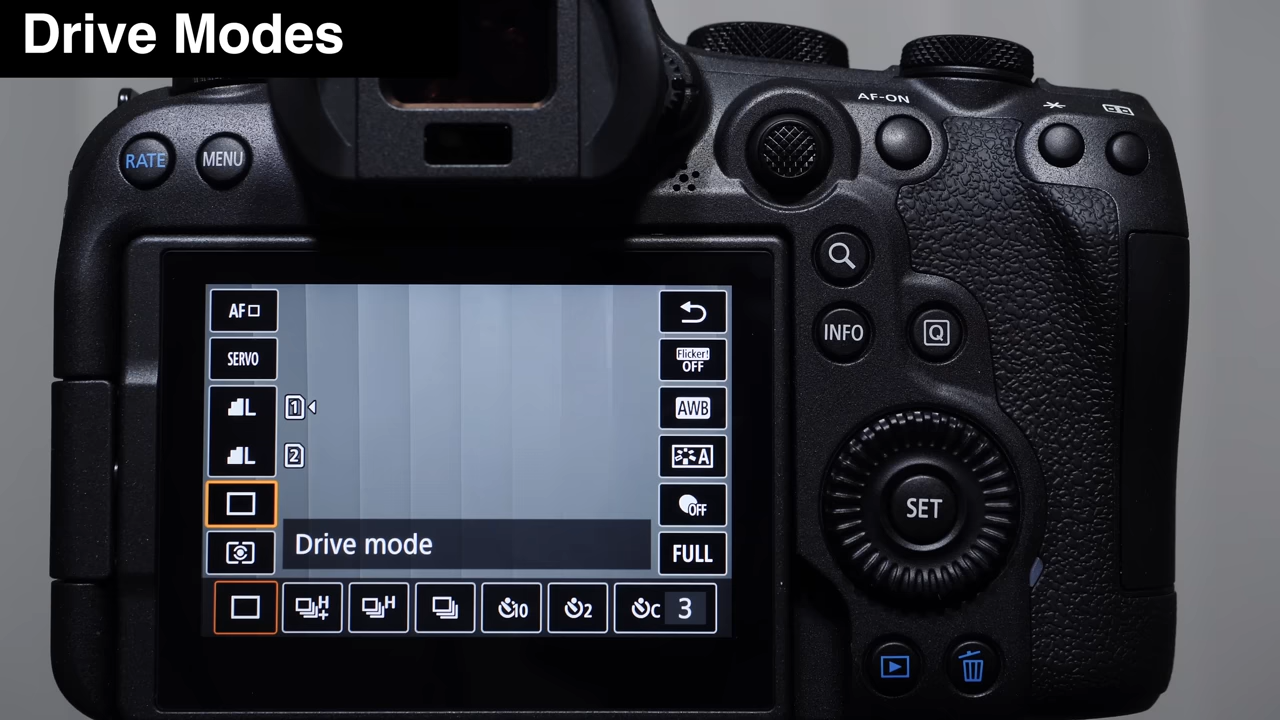 Drive Modes
AF-ON
RATE
MENU
INFO
Q
SET
AF
SERVO
L
L
1
2
Flicker!
OFF
AWB
A
OFF
FULL
Drive mode
H
+
H
10
2
C 3